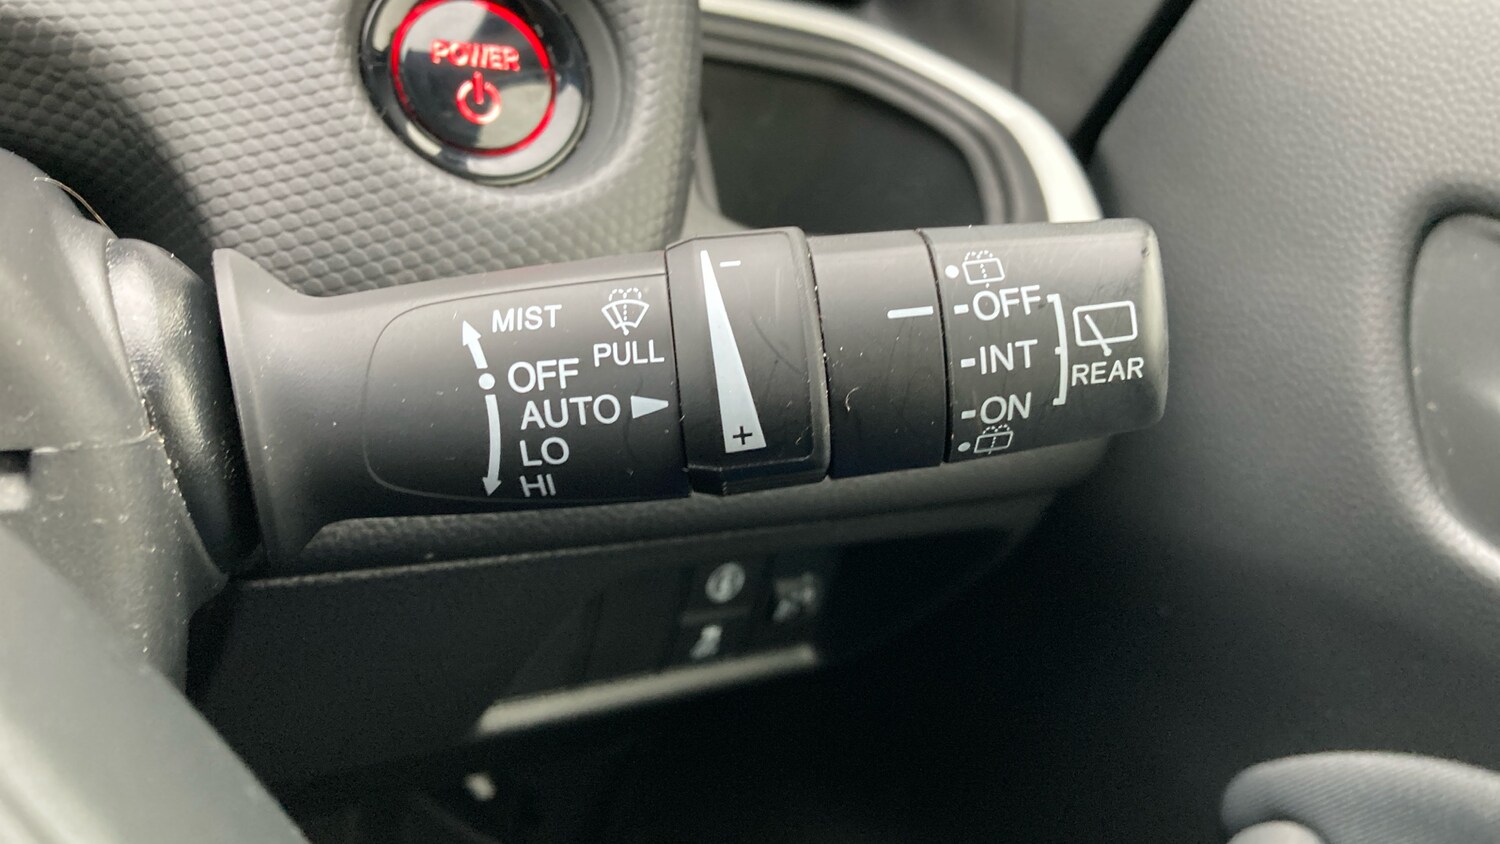 POWER
MIST
PULL
OFF
AUTO
LO
HI
-
+
-OFF
-INT
-ON
REAR